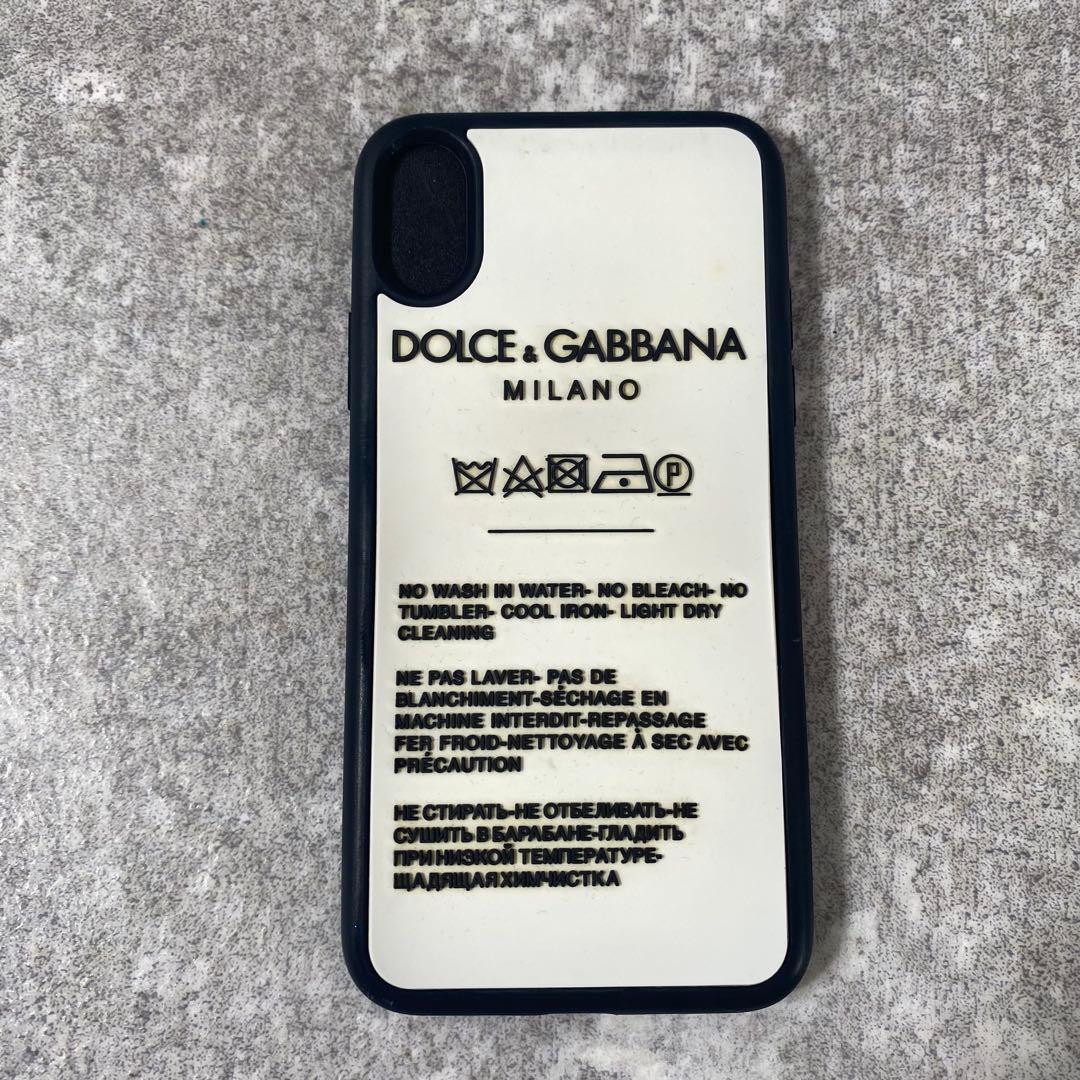 DOLCE & GABBANA
MILANO
P
NO WASH IN WATER- NO BLEACH- NO
TUMBLER- COOL IRON- LIGHT DRY
CLEANING
NE PAS LAVER- PAS DE
BLANCHIMENT-SÉCHAGE EN
MACHINE INTERDIT-REPASSAGE
FER FROID-NETTOYAGE À SEC AVEC
PRÉCAUTION
НЕ СТИРАТЬ-НЕ ОТБЕЛИВАТЬ-НЕ
СУШИТЬ В БАРАБАНЕ-ГЛАДИТЬ
ПРИ НИЗКОЙ ТЕМПЕРАТУРЕ-
ЩАДЯЩАЯ ХИМЧИСТКА